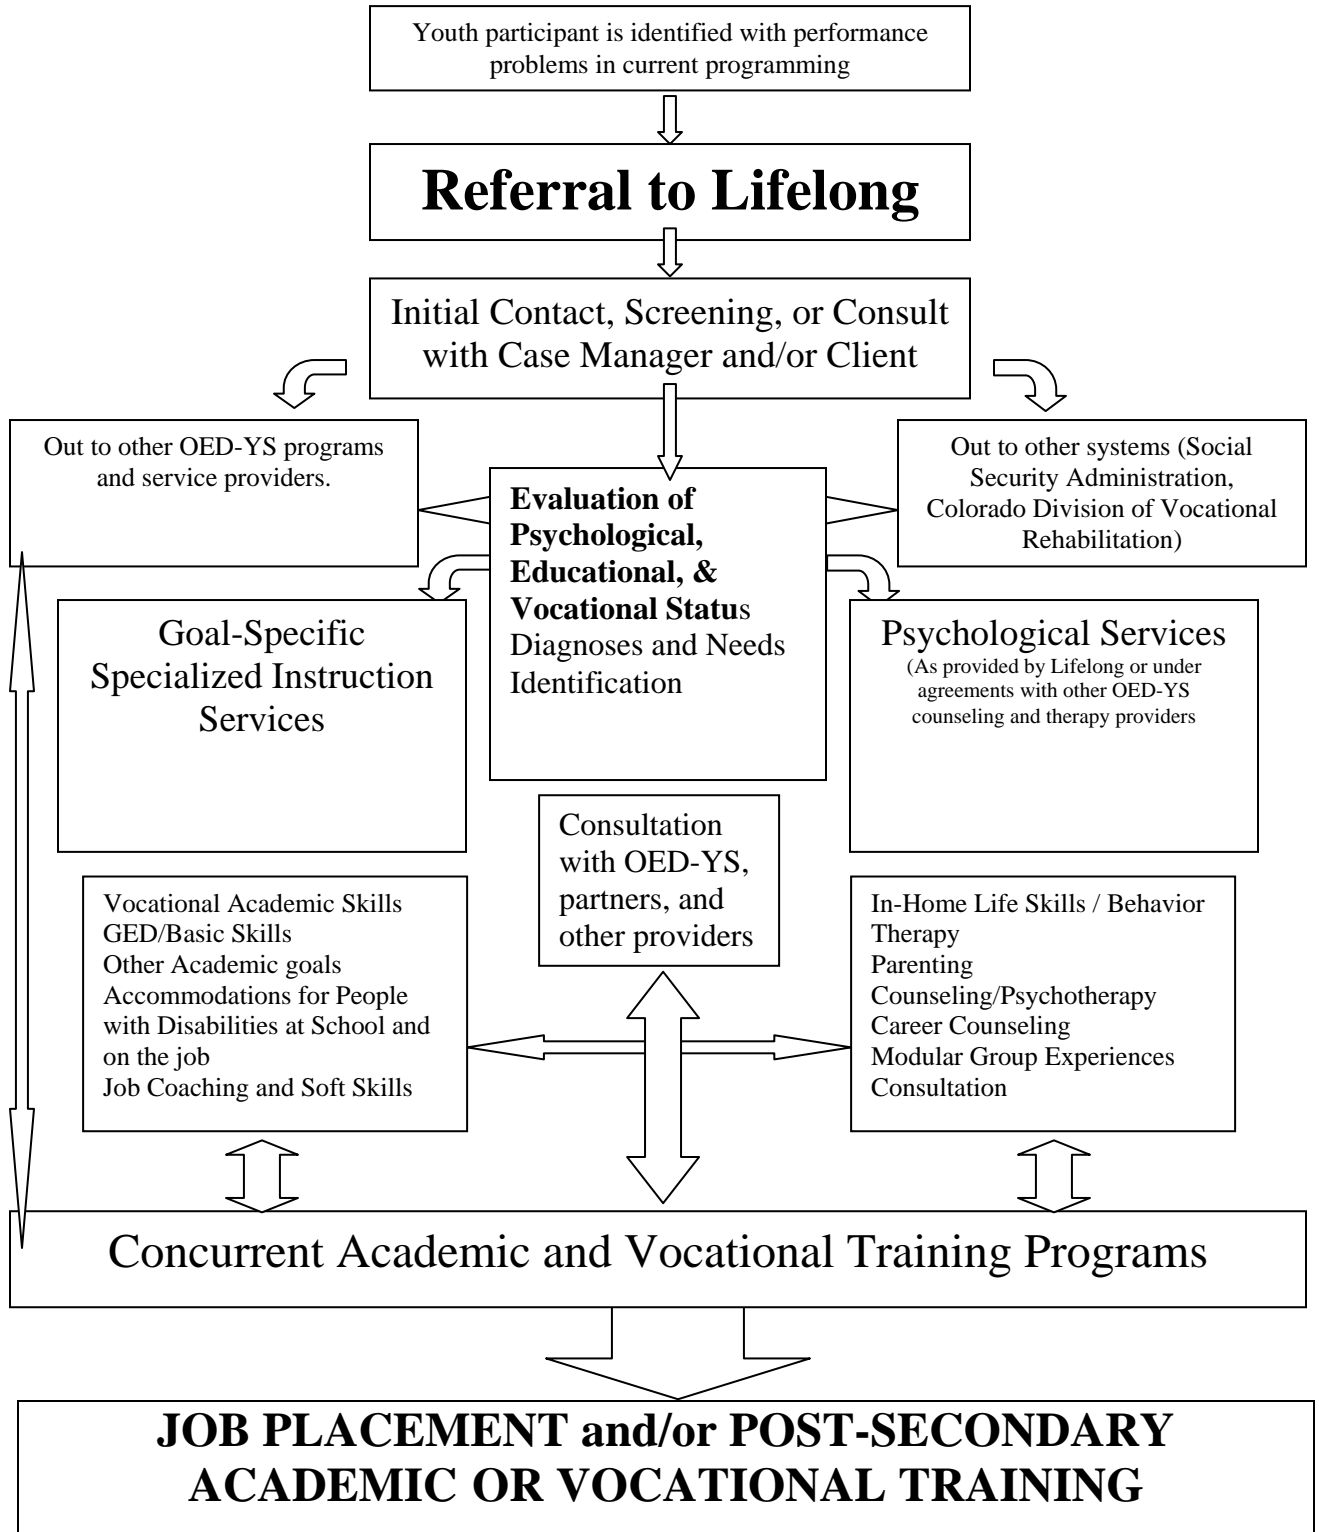 Youth participant is identified with performance
problems in current programming
Referral to Lifelong
Initial Contact, Screening, or Consult
with Case Manager and/or Client
Out to other OED-YS programs
and service providers.
Out to other systems (Social
Security Administration,
Colorado Division of Vocational
Rehabilitation)
Evaluation of
Psychological,
Educational, &
Vocational Status
Diagnoses and Needs
Identification
Goal-Specific
Specialized Instruction
Services
Psychological Services
(As provided by Lifelong or under
agreements with other OED-YS
counseling and therapy providers
Consultation
with OED-YS,
partners, and
other providers
Vocational Academic Skills
GED/Basic Skills
Other Academic goals
Accommodations for People
with Disabilities at School and
on the job
Job Coaching and Soft Skills
In-Home Life Skills / Behavior
Therapy
Parenting
Counseling/Psychotherapy
Career Counseling
Modular Group Experiences
Consultation
Concurrent Academic and Vocational Training Programs
JOB PLACEMENT and/or POST-SECONDARY
ACADEMIC OR VOCATIONAL TRAINING